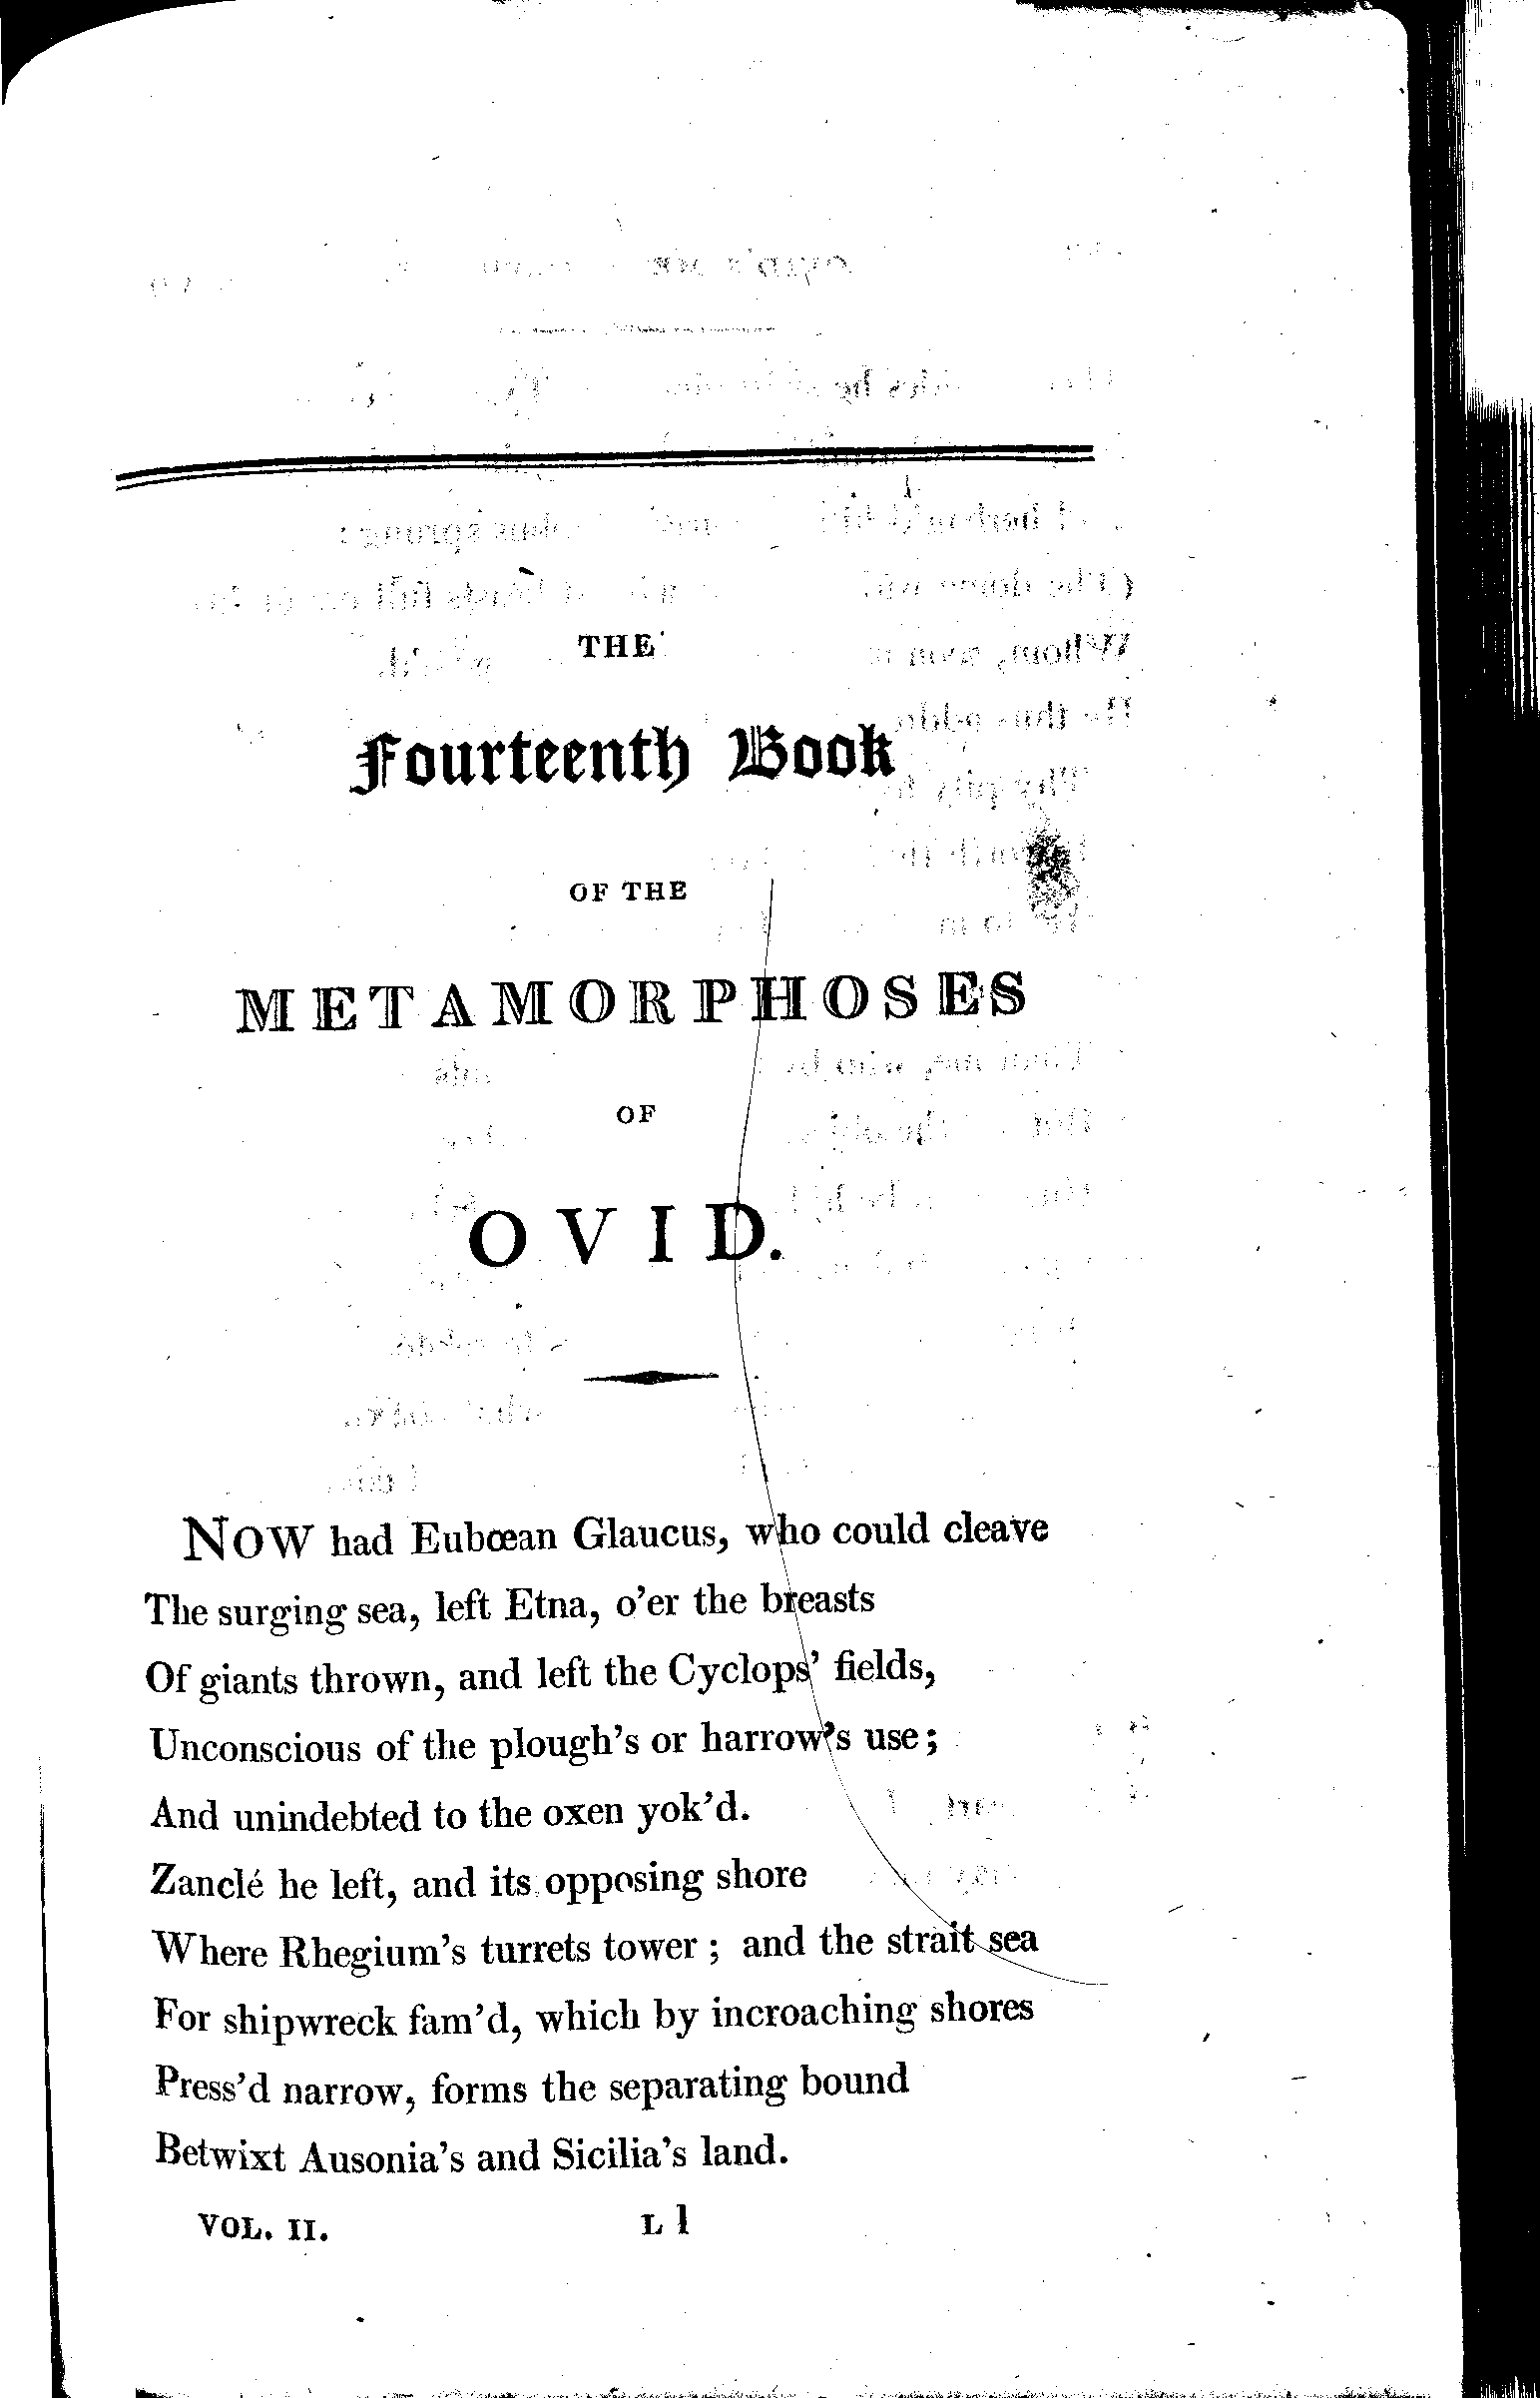 THE
Fourteenth Book
OF THE
METAMORPHOSES
OF
OVID.
NOW had Eubœan Glaucus, who could cleave
The surging sea, left Etna, o'er the breasts
Of giants thrown, and left the Cyclops' fields,
Unconscious of the plough's or harrow's use;
And unindebted to the oxen yok'd.
Zanclé he left, and its opposing shore
Where Rhegium's turrets tower; and the strait sea
For shipwreck fam'd, which by incroaching shores
Press'd narrow, forms the separating bound
Betwixt Ausonia's and Sicilia's land.
VOL. II. L l